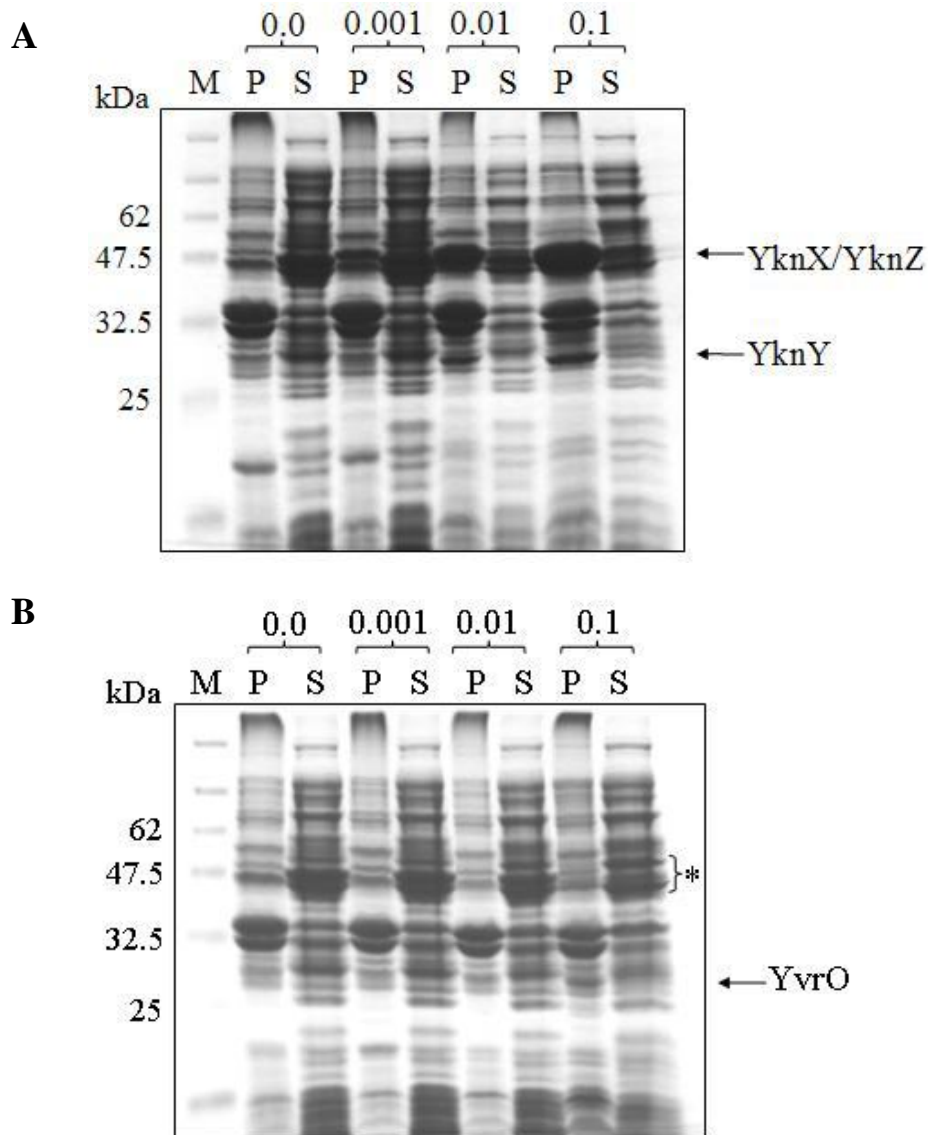 A
0.0 0.001 0.01 0.1
M P S P S P S P S
kDa
62
47.5
32.5
25
YknX/YknZ
YknY
B
0.0 0.001 0.01 0.1
M P S P S P S P S
kDa
62
47.5
32.5
25
*
YvrO